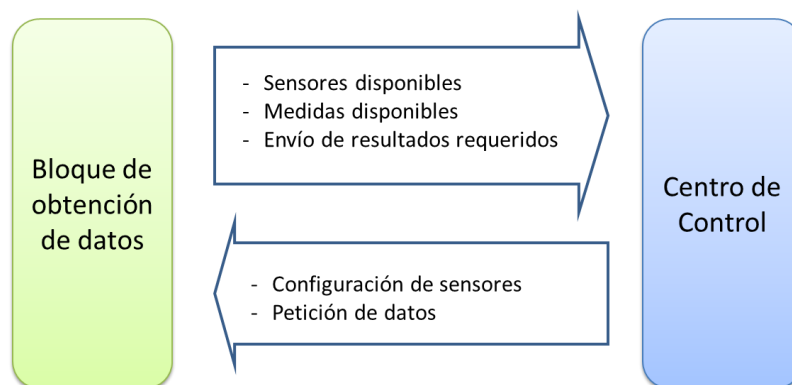 Bloque de
obtención
de datos
- Sensores disponibles
- Medidas disponibles
- Envío de resultados requeridos
- Configuración de sensores
- Petición de datos
Centro de
Control